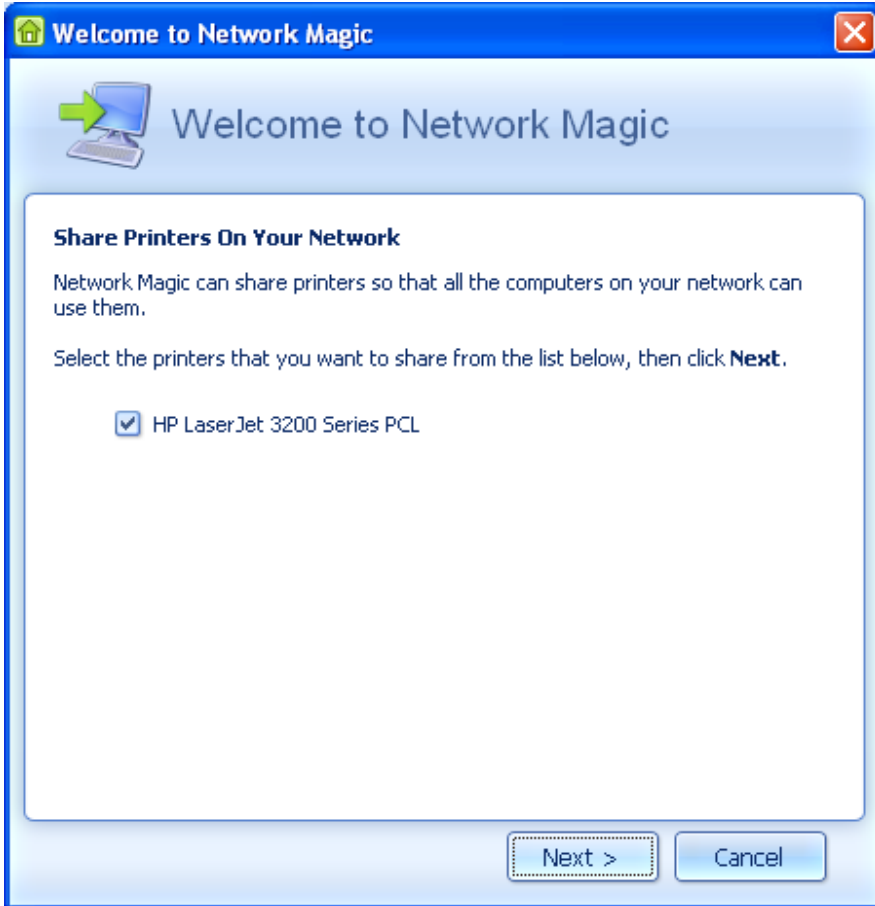 Welcome to Network Magic
Welcome to Network Magic
Share Printers On Your Network
Network Magic can share printers so that all the computers on your network can
use them.
Select the printers that you want to share from the list below, then click Next.
HP LaserJet 3200 Series PCL
Next >
Cancel